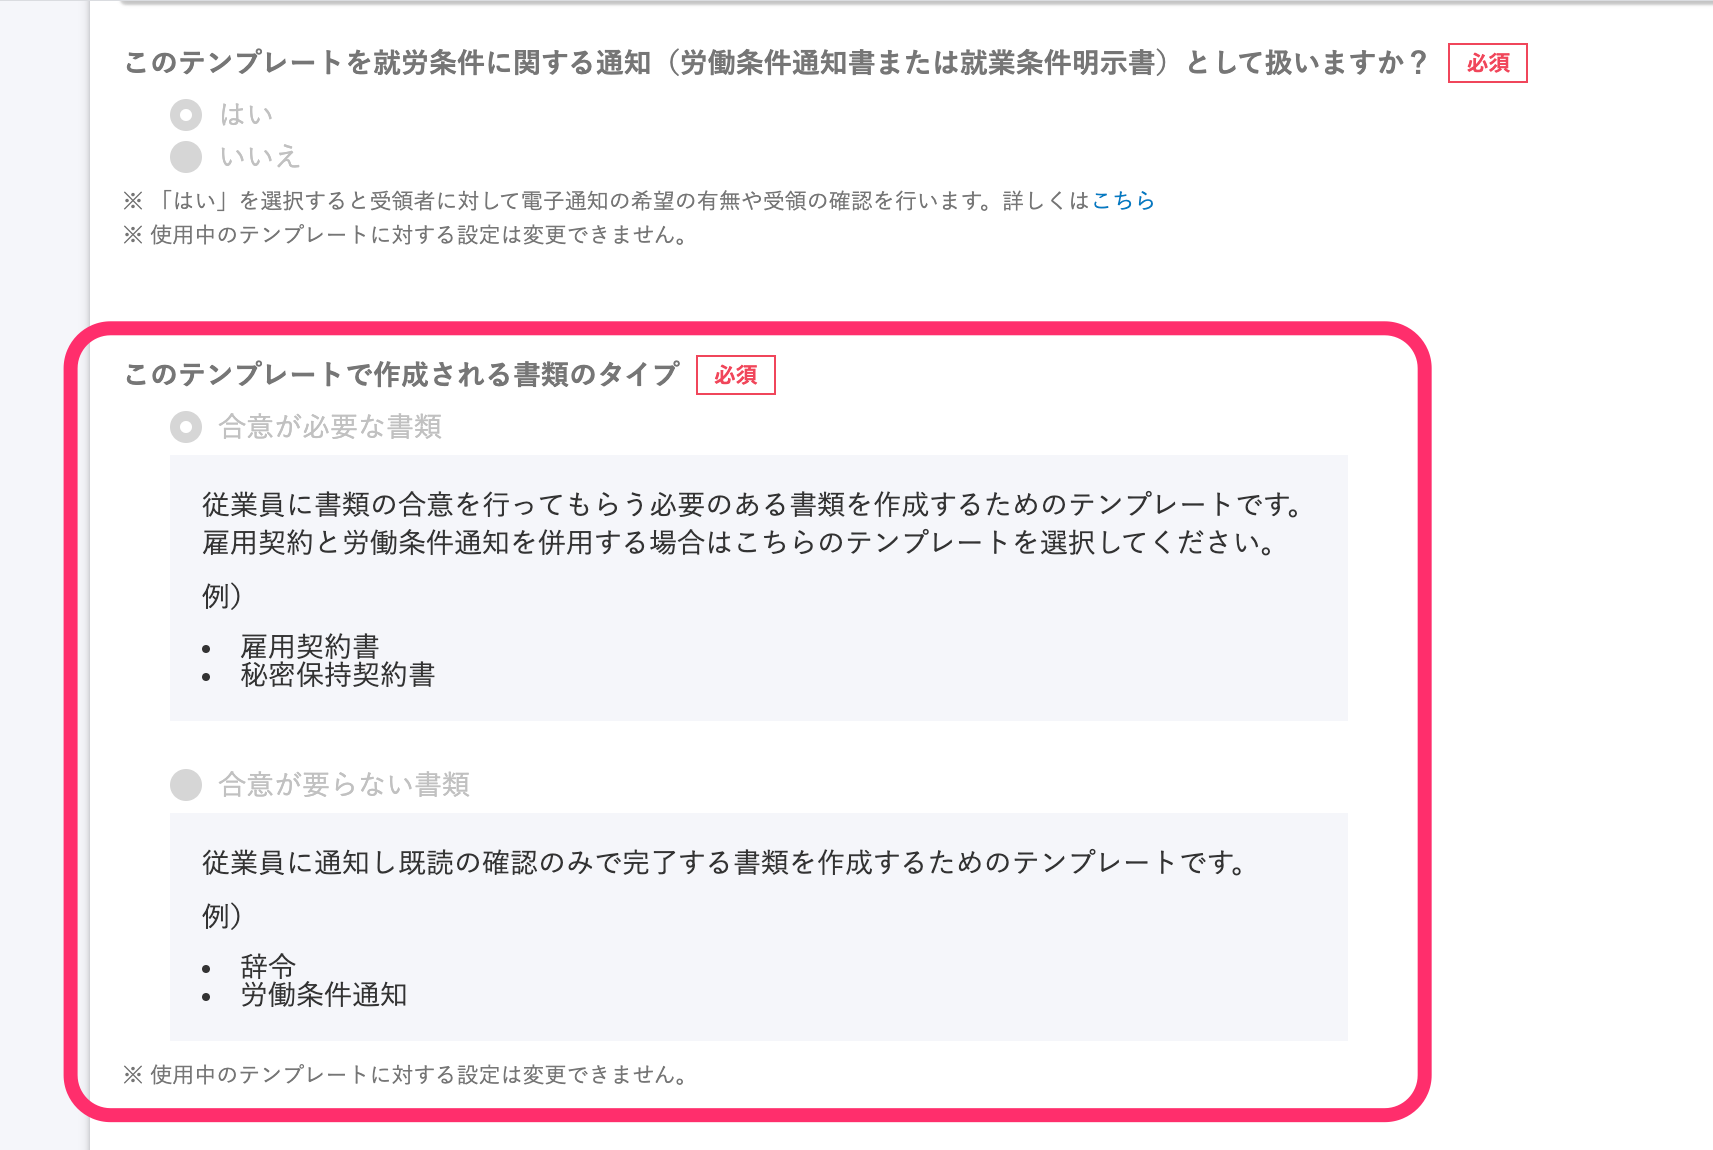 このテンプレートを就労条件に関する通知（労働条件通知書または就業条件明示書）として扱いますか？ 必須
はい
いいえ
※ 「はい」を選択すると受領者に対して電子通知の希望の有無や受領の確認を行います。詳しくはこちら
※ 使用中のテンプレートに対する設定は変更できません。
このテンプレートで作成される書類のタイプ 必須
合意が必要な書類
従業員に書類の合意を行ってもらう必要のある書類を作成するためのテンプレートです。
雇用契約と労働条件通知を併用する場合はこちらのテンプレートを選択してください。
例）
• 雇用契約書
• 秘密保持契約書
合意が要らない書類
従業員に通知し既読の確認のみで完了する書類を作成するためのテンプレートです。
例）
• 辞令
• 労働条件通知
※ 使用中のテンプレートに対する設定は変更できません。